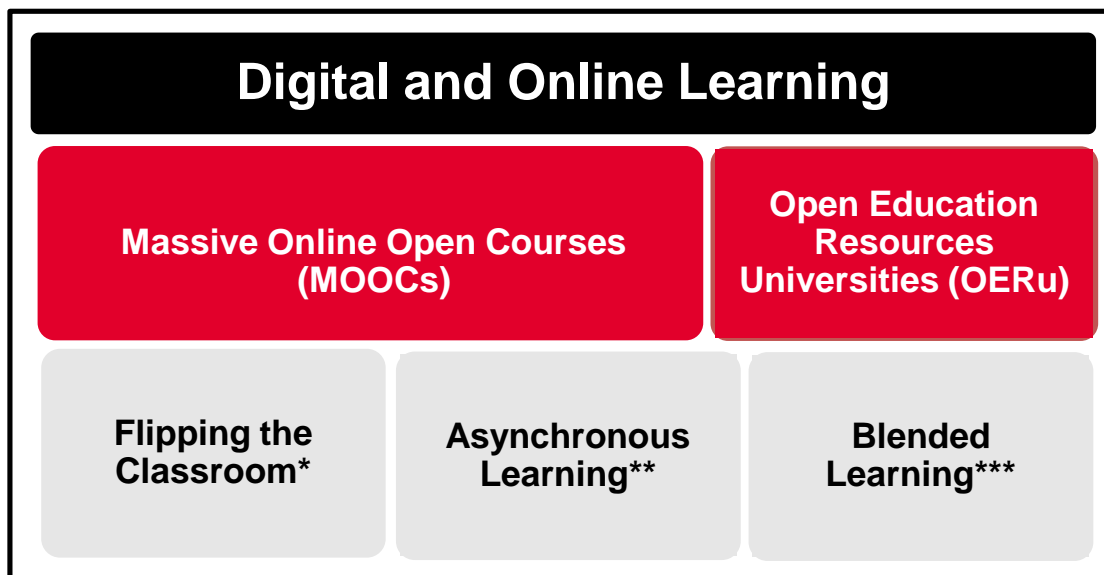 Digital and Online Learning
Massive Online Open Courses
(MOOCs)
Open Education
Resources
Universities (OERu)
Flipping the
Classroom*
Asynchronous
Learning**
Blended
Learning***